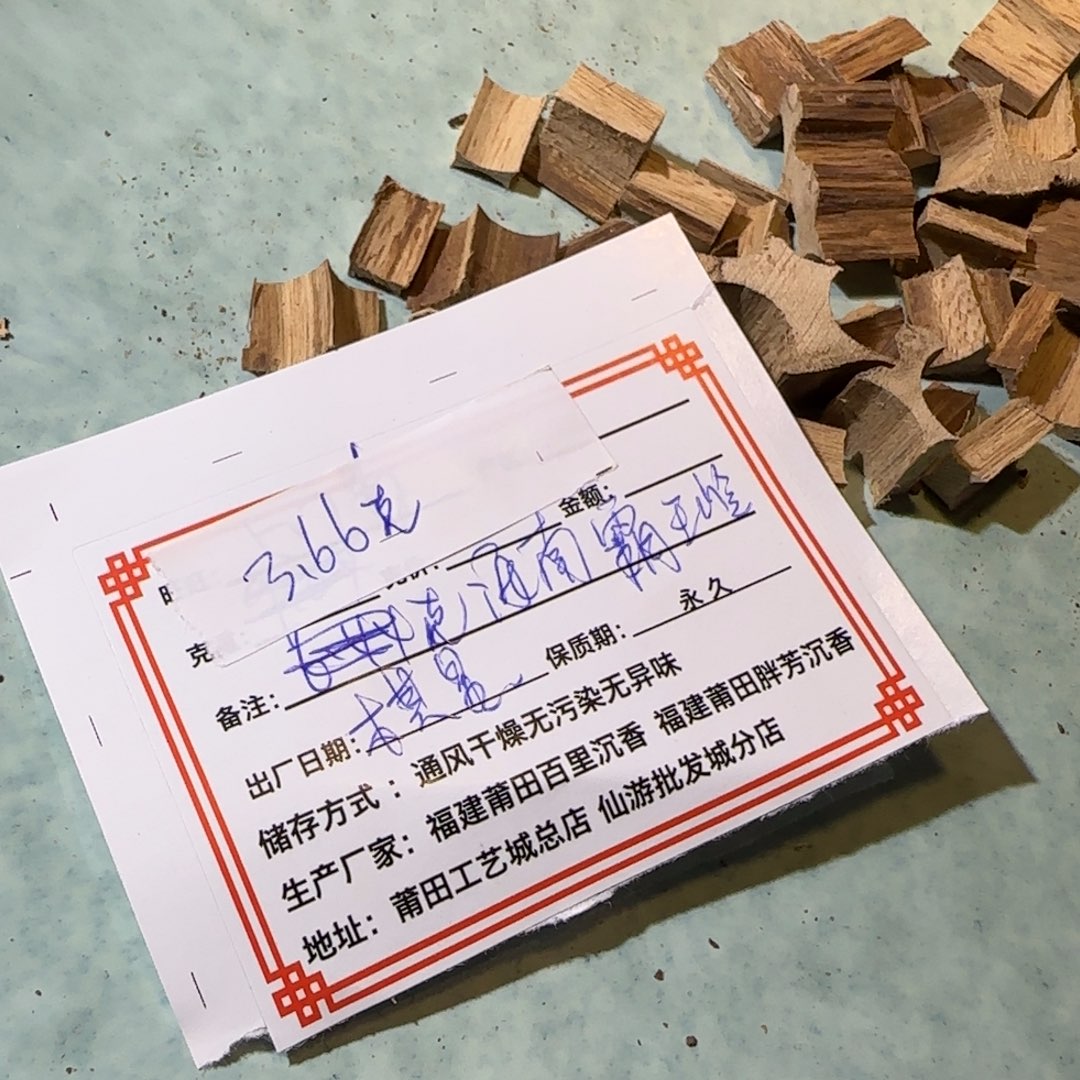 3.66克
金额:
克
克/海南霸王岭
备注:
保质期: 永久
出厂日期:
储存方式 : 通风干燥无污染无异味
生产厂家: 福建莆田百里沉香 福建莆田胖芳沉香
地址: 莆田工艺城总店 仙游批发城分店